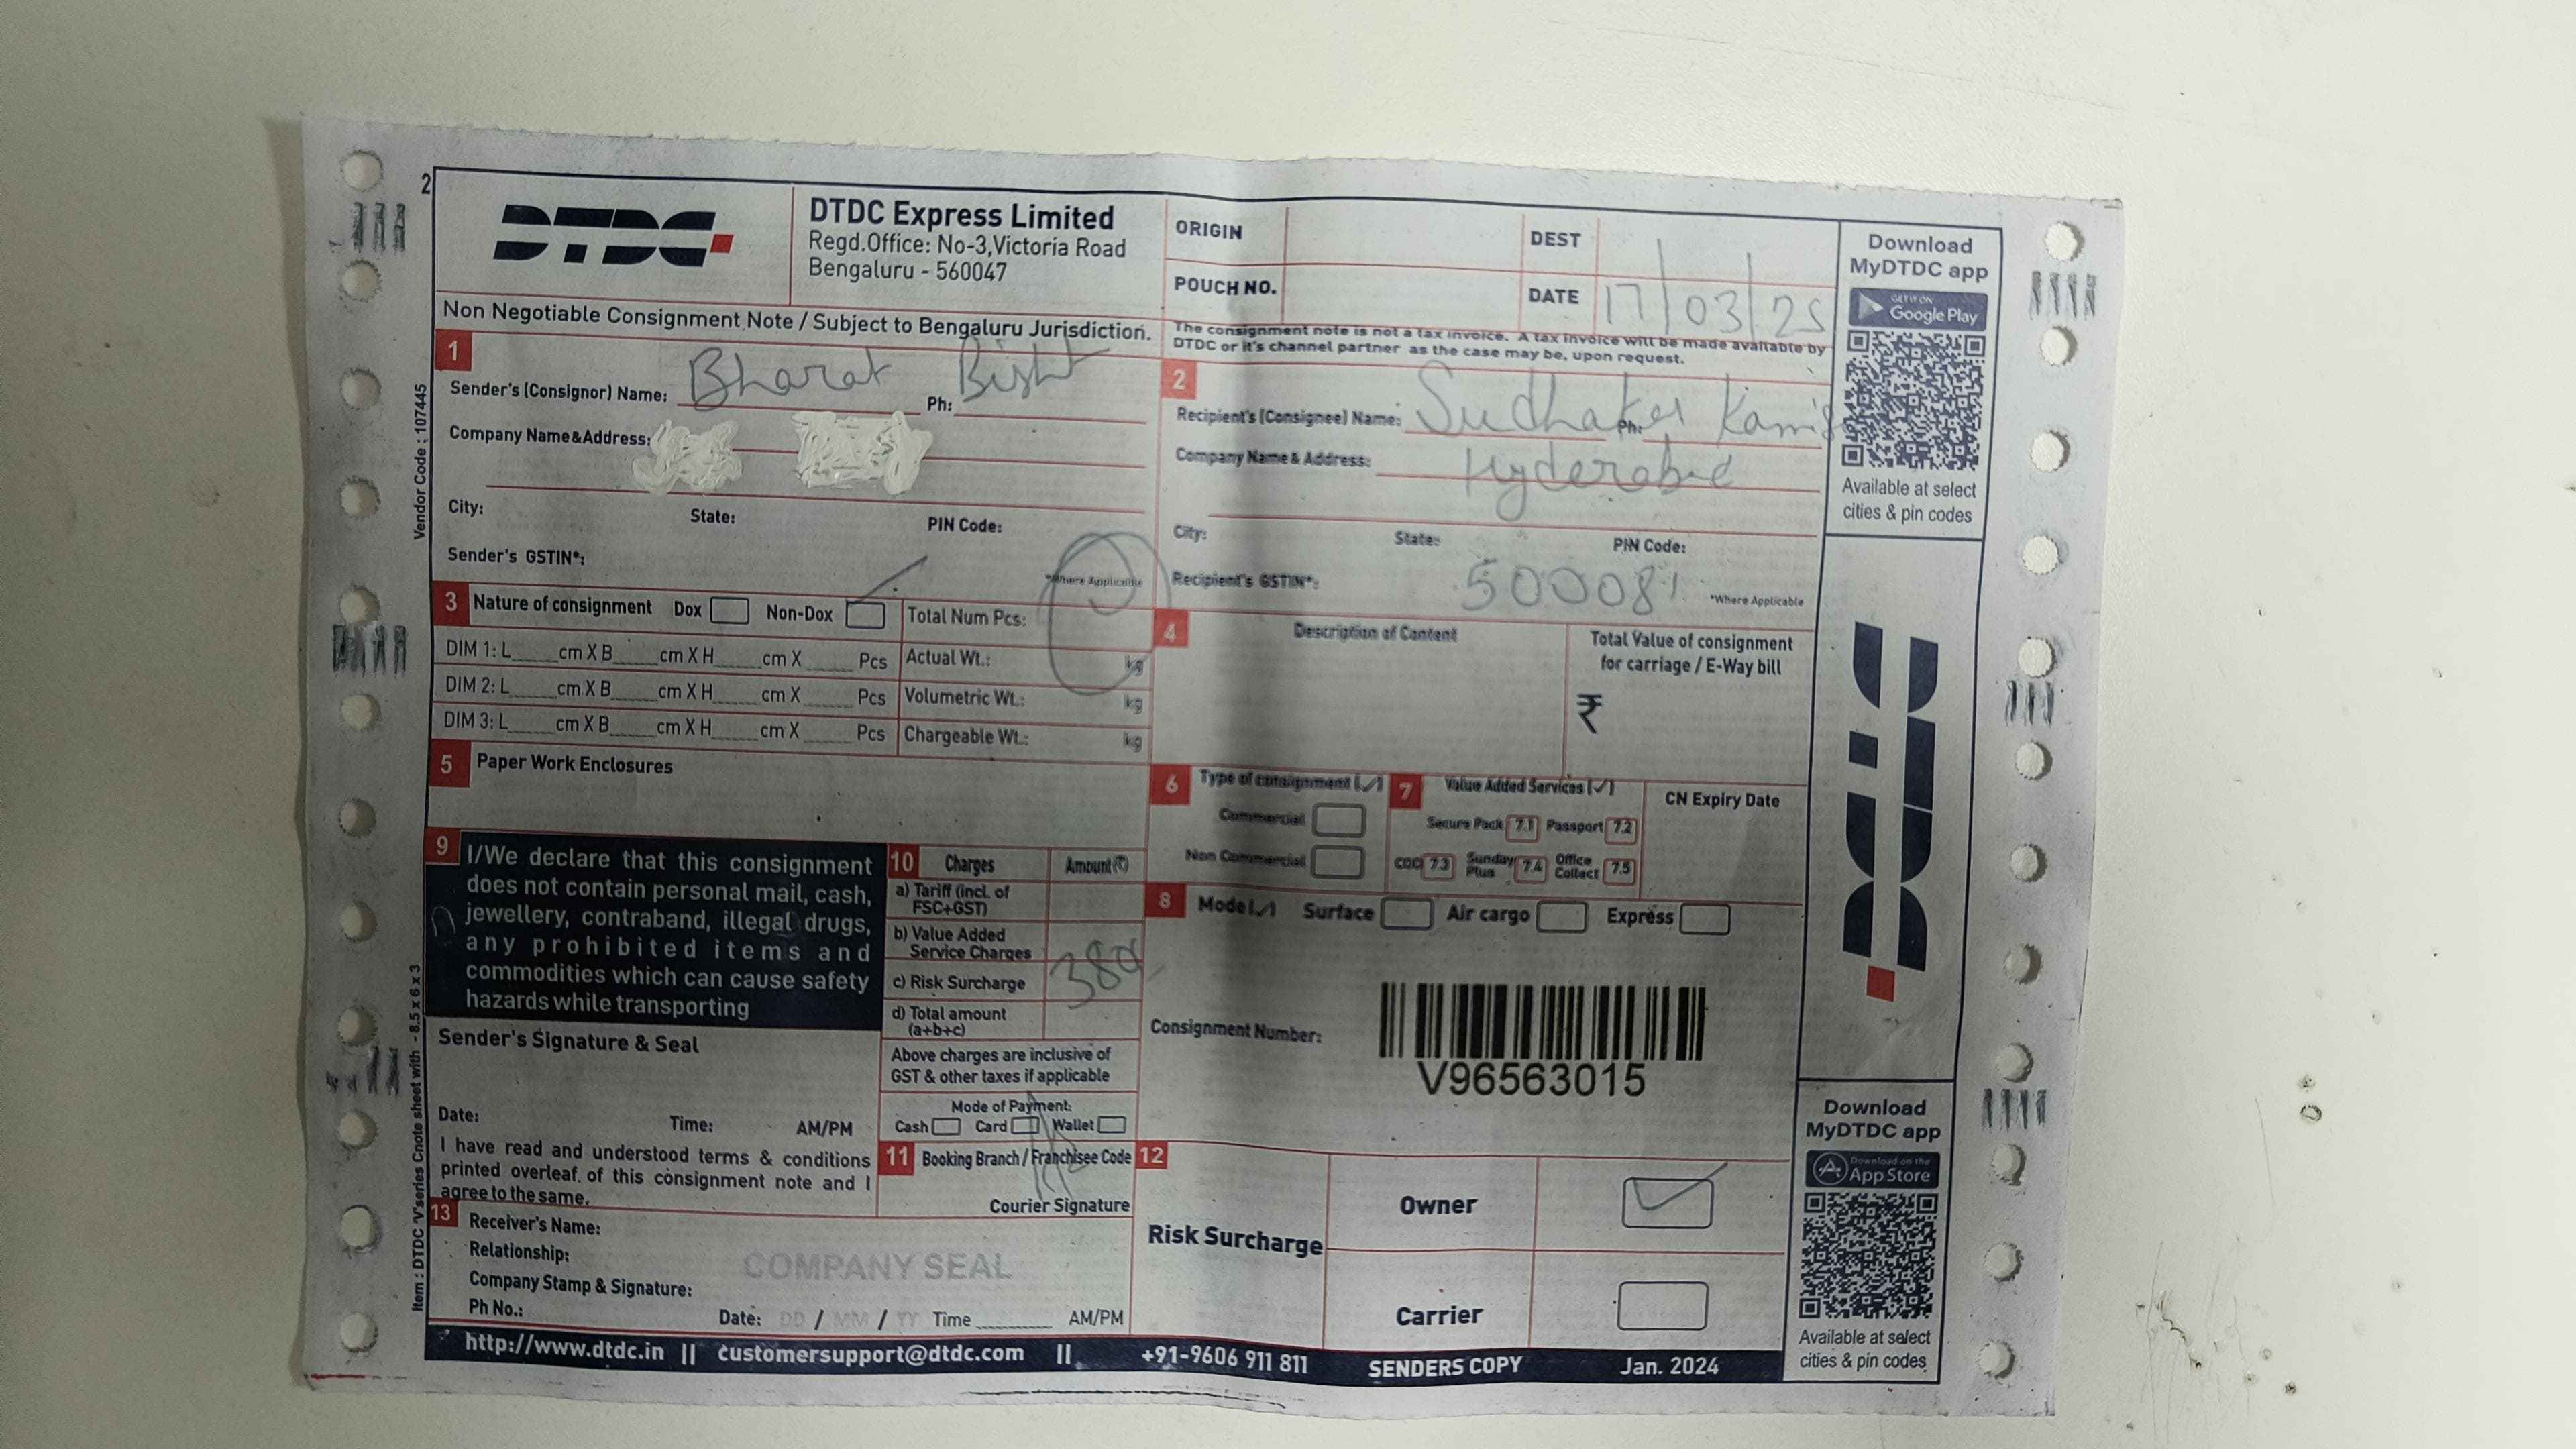 2
DTDC
DTDC Express Limited
Regd.Office: No-3,Victoria Road
Bengaluru - 560047
ORIGIN
DEST
POUCH NO.
DATE 17/03/25
Non Negotiable Consignment Note / Subject to Bengaluru Jurisdiction.
The consignment note is not a tax invoice. A tax invoice will be made available by
DTDC or it's channel partner as the case may be, upon request.
1
Sender's (Consignor) Name: Bharat Bisht
Ph:
Company Name&Address:
City: State: PIN Code:
Sender's GSTIN*:
*Where Applicable
2
Recipient's (Consignee) Name: Sudhaker
Ph:
Company Name & Address: Hyderabad
City: State: PIN Code:
Recipient's GSTIN*: 500081
*Where Applicable
3 Nature of consignment Dox Non-Dox
Total Num Pcs:
DIM 1: L cm X B cm X H cm X Pcs
Actual Wt.: kg
DIM 2: L cm X B cm X H cm X Pcs
Volumetric Wt.: kg
DIM 3: L cm X B cm X H cm X Pcs
Chargeable Wt.: kg
4 Description of Content
Total Value of consignment
for carriage / E-Way bill
₹
5 Paper Work Enclosures
6 Type of consignment (✓)
Commercial
Non Commercial
7 Value Added Services (✓)
Secure Pack 7.1 Passport 7.2
COD 7.3 Sunday Plus 7.4 Office Collect 7.5
CN Expiry Date
8 Mode (✓) Surface Air cargo Express
9 I/We declare that this consignment
does not contain personal mail, cash,
jewellery, contraband, illegal drugs,
any prohibited items and
commodities which can cause safety
hazards while transporting
Sender's Signature & Seal
Date: Time: AM/PM
I have read and understood terms & conditions
printed overleaf of this consignment note and I
agree to the same.
10 Charges Amount(₹)
a) Tariff (incl. of
FSC+GST)
b) Value Added
Service Charges
c) Risk Surcharge
d) Total amount
(a+b+c)
Above charges are inclusive of
GST & other taxes if applicable
Mode of Payment:
Cash Card Wallet
11 Booking Branch / Franchisee Code
Courier Signature
Consignment Number:
V96563015
12 Risk Surcharge
Owner ✓
Carrier
13 Receiver's Name:
Relationship:
Company Stamp & Signature:
Ph No.:
COMPANY SEAL
Date: DD / MM / YY Time AM/PM
http://www.dtdc.in || customersupport@dtdc.com || +91-9606 911 811 SENDERS COPY Jan. 2024
Download
MyDTDC app
GET IT ON
Google Play
Available at select
cities & pin codes
DTDC
Download
MyDTDC app
Download on the
App Store
Available at select
cities & pin codes
Vendor Code : 107445
Item : DTDC 'V'series Cnote sheet with - 8.5 x 6 x 3